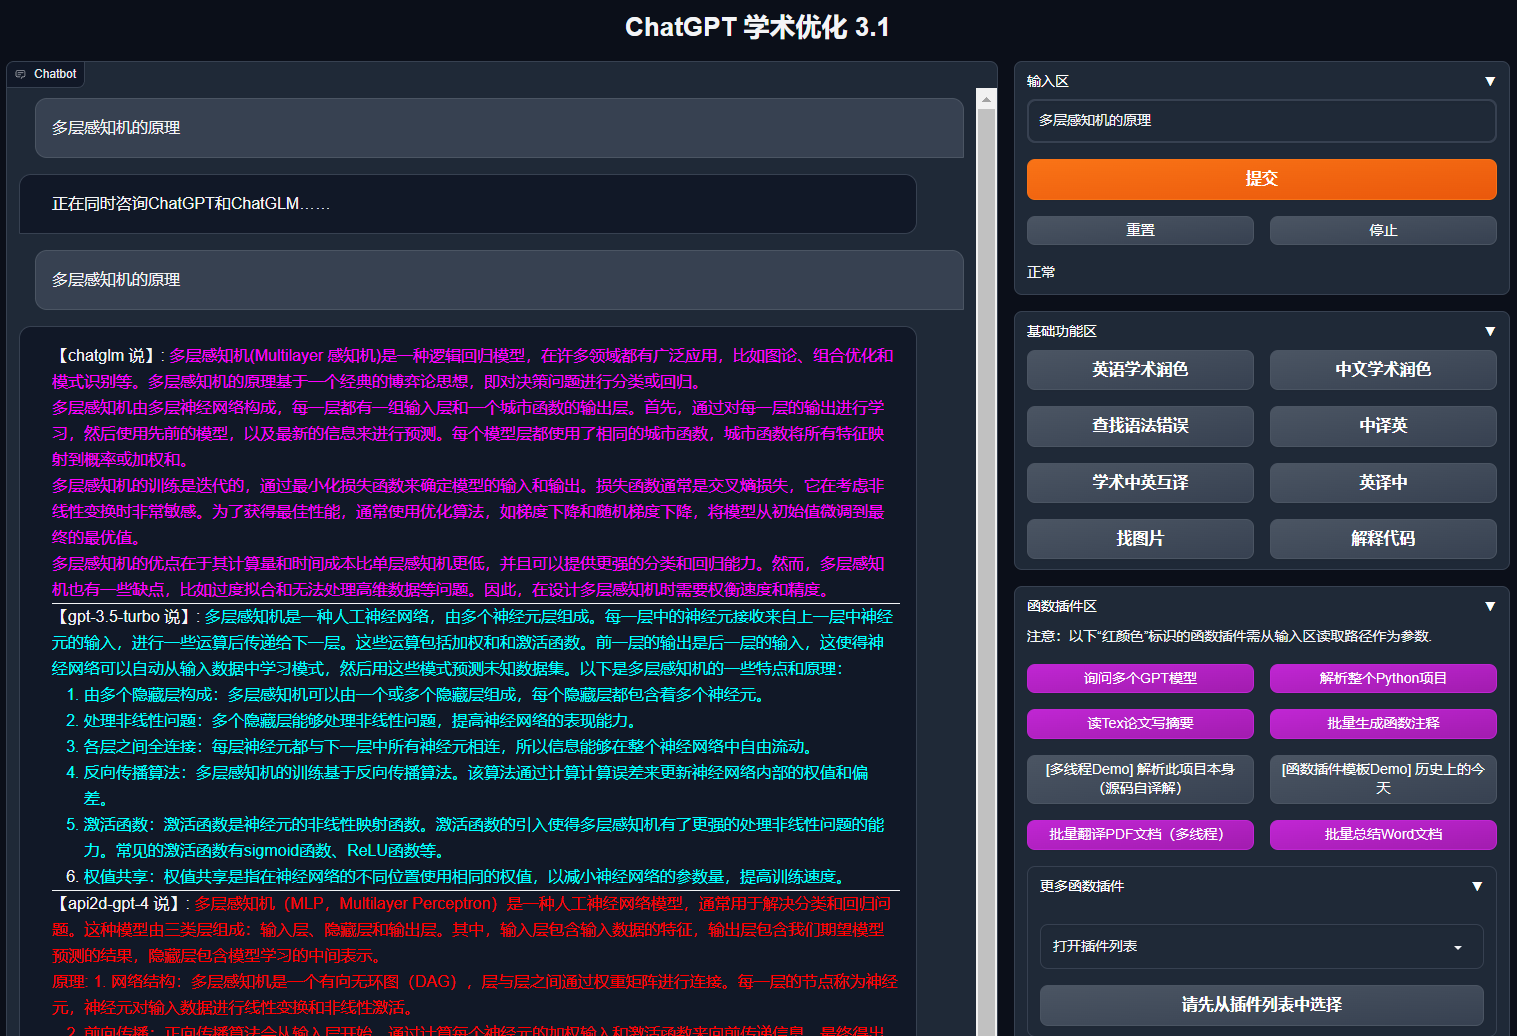 ChatGPT 学术优化 3.1
Chatbot
多层感知机的原理
正在同时咨询ChatGPT和ChatGLM……
多层感知机的原理
【chatglm 说】: 多层感知机(Multilayer 感知机)是一种逻辑回归模型，在许多领域都有广泛应用，比如图论、组合优化和
模式识别等。多层感知机的原理基于一个经典的博弈论思想，即对决策问题进行分类或回归。
多层感知机由多层神经网络构成，每一层都有一组输入层和一个城市函数的输出层。首先，通过对每一层的输出进行学
习，然后使用先前的模型，以及最新的信息来进行预测。每个模型层都使用了相同的城市函数，城市函数将所有特征映
射到概率或加权和。
多层感知机的训练是迭代的，通过最小化损失函数来确定模型的输入和输出。损失函数通常是交叉熵损失，它在考虑非
线性变换时非常敏感。为了获得最佳性能，通常使用优化算法，如梯度下降和随机梯度下降，将模型从初始值微调到最
终的最优值。
多层感知机的优点在于其计算量和时间成本比单层感知机更低，并且可以提供更强的分类和回归能力。然而，多层感知
机也有一些缺点，比如过度拟合和无法处理高维数据等问题。因此，在设计多层感知机时需要权衡速度和精度。
【gpt-3.5-turbo 说】: 多层感知机是一种人工神经网络，由多个神经元层组成。每一层中的神经元接收来自上一层中神经
元的输入，进行一些运算后传递给下一层。这些运算包括加权和和激活函数。前一层的输出是后一层的输入，这使得神
经网络可以自动从输入数据中学习模式，然后用这些模式预测未知数据集。以下是多层感知机的一些特点和原理：
1. 由多个隐藏层构成：多层感知机可以由一个或多个隐藏层组成，每个隐藏层都包含着多个神经元。
2. 处理非线性问题：多个隐藏层能够处理非线性问题，提高神经网络的表现能力。
3. 各层之间全连接：每层神经元都与下一层中所有神经元相连，所以信息能够在整个神经网络中自由流动。
4. 反向传播算法：多层感知机的训练基于反向传播算法。该算法通过计算计算误差来更新神经网络内部的权值和偏
差。
5. 激活函数：激活函数是神经元的非线性映射函数。激活函数的引入使得多层感知机有了更强的处理非线性问题的能
力。常见的激活函数有sigmoid函数、ReLU函数等。
6. 权值共享：权值共享是指在神经网络的不同位置使用相同的权值，以减小神经网络的参数量，提高训练速度。
【api2d-gpt-4 说】: 多层感知机（MLP，Multilayer Perceptron）是一种人工神经网络模型，通常用于解决分类和回归问
题。这种模型由三类层组成：输入层、隐藏层和输出层。其中，输入层包含输入数据的特征，输出层包含我们期望模型
预测的结果，隐藏层包含模型学习的中间表示。
原理: 1. 网络结构：多层感知机是一个有向无环图（DAG），层与层之间通过权重矩阵进行连接。每一层的节点称为神经
元，神经元对输入数据进行线性变换和非线性激活。
2. 前向传播：正向传播算法会从输入层开始，通过计算每个神经元的加权输入和激活函数来向前传递信息，最终得出
输入区
▼
多层感知机的原理
提交
重置
停止
正常
基础功能区
▼
英语学术润色
中文学术润色
查找语法错误
中译英
学术中英互译
英译中
找图片
解释代码
函数插件区
▼
注意：以下“红颜色”标识的函数插件需从输入区读取路径作为参数.
询问多个GPT模型
解析整个Python项目
读Tex论文写摘要
批量生成函数注释
[多线程Demo] 解析此项目本身
（源码自译解）
[函数插件模板Demo] 历史上的今
天
批量翻译PDF文档（多线程）
批量总结Word文档
更多函数插件
▼
打开插件列表
请先从插件列表中选择